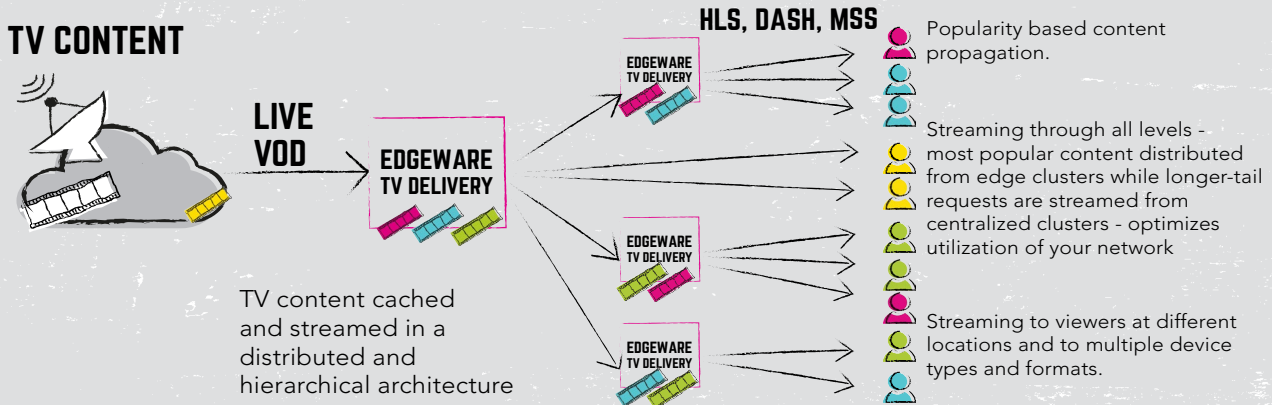 TV CONTENT
LIVE
VOD
EDGEWARE
TV DELIVERY
TV content cached
and streamed in a
distributed and
hierarchical architecture
HLS, DASH, MSS
EDGEWARE
TV DELIVERY
EDGEWARE
TV DELIVERY
EDGEWARE
TV DELIVERY
Popularity based content
propagation.
Streaming through all levels -
most popular content distributed
from edge clusters while longer-tail
requests are streamed from
centralized clusters - optimizes
utilization of your network
Streaming to viewers at different
locations and to multiple device
types and formats.